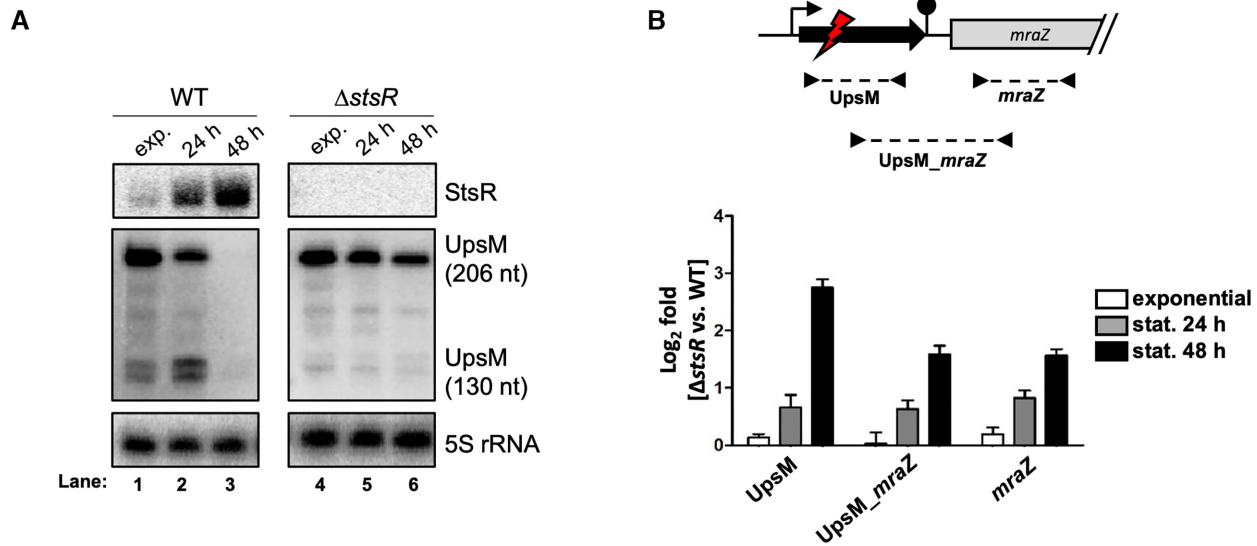 A
WT
ΔstsR
exp. 24 h 48 h
exp. 24 h 48 h
StsR
UpsM
(206 nt)
UpsM
(130 nt)
5S rRNA
Lane: 1 2 3 4 5 6
B
mraZ
UpsM
mraZ
UpsM_mraZ
Log2 fold
[ΔstsR vs. WT]
4
3
2
1
0
UpsM
UpsM_mraZ
mraZ
exponential
stat. 24 h
stat. 48 h